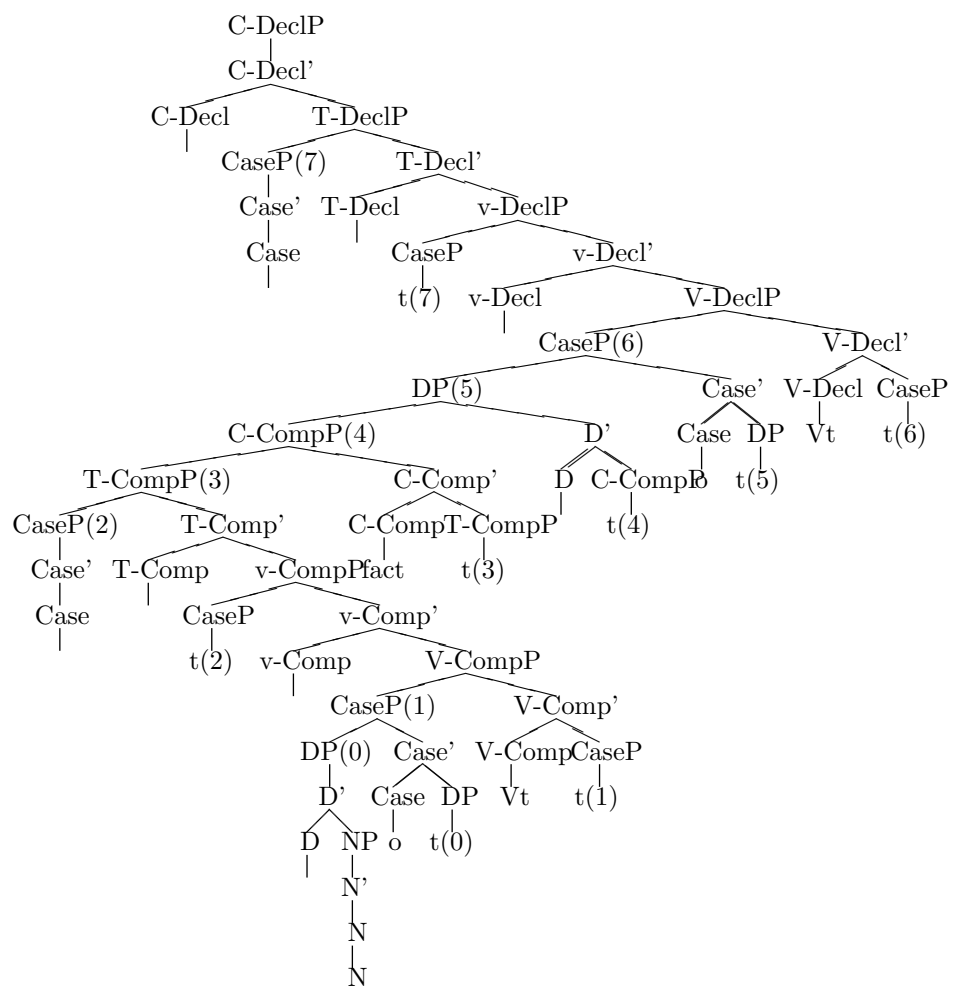 C-DeclP
C-Decl'
C-Decl T-DeclP
CaseP(7) T-Decl'
Case' T-Decl v-DeclP
Case CaseP v-Decl'
t(7) v-Decl V-DeclP
CaseP(6) V-Decl'
DP(5) Case' V-Decl CaseP
C-CompP(4) D' Case DP Vt t(6)
T-CompP(3) C-Comp' D C-CompP o t(5)
CaseP(2) T-Comp' C-Comp T-CompP t(4)
Case' T-Comp v-CompP fact t(3)
Case CaseP v-Comp'
t(2) v-Comp V-CompP
CaseP(1) V-Comp'
DP(0) Case' V-Comp CaseP
D' Case DP Vt t(1)
D NP o t(0)
N'
N
N